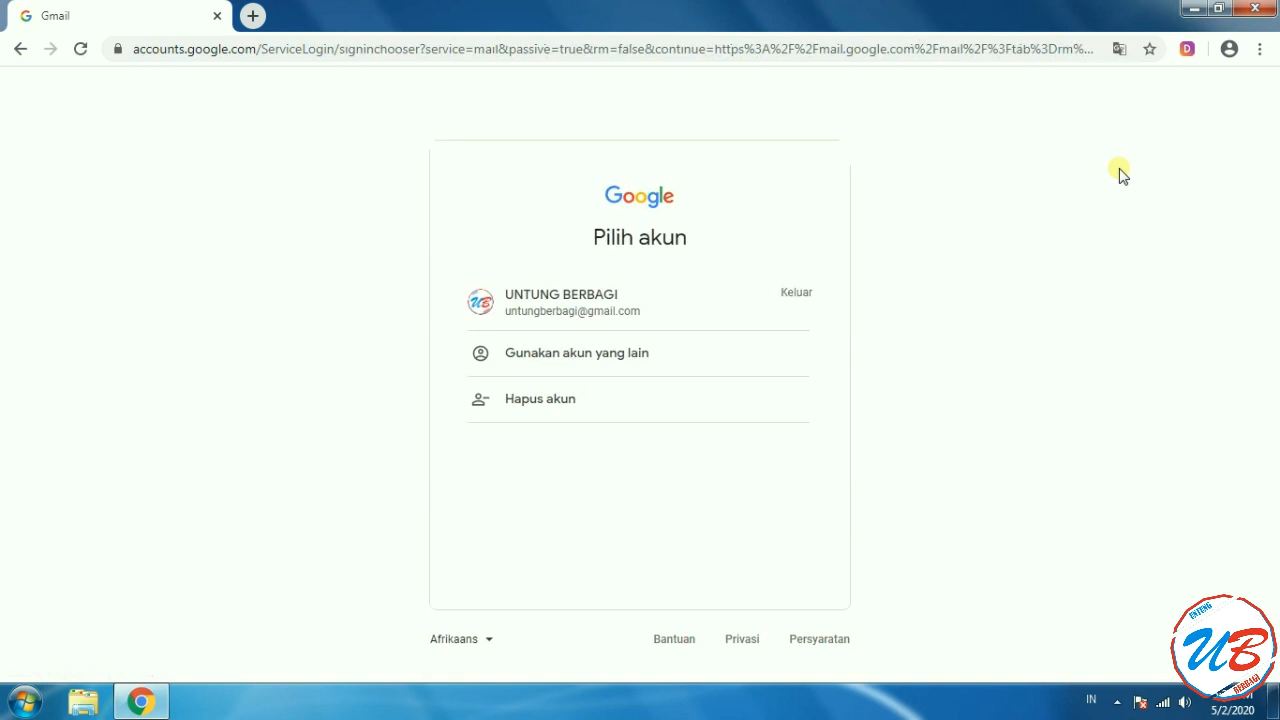 Gmail
accounts.google.com/ServiceLogin/signinchooser?service=mail&passive=true&rm=false&continue=https%3A%2F%2Fmail.google.com%2Fmail%2F%3Ftab%3Drm%...
Google
Pilih akun
UNTUNG BERBAGI
Keluar
untungberbagi@gmail.com
Gunakan akun yang lain
Hapus akun
Afrikaans
Bantuan
Privasi
Persyaratan
UNTUNG
UB
BERBAGI
IN
5/2/2020